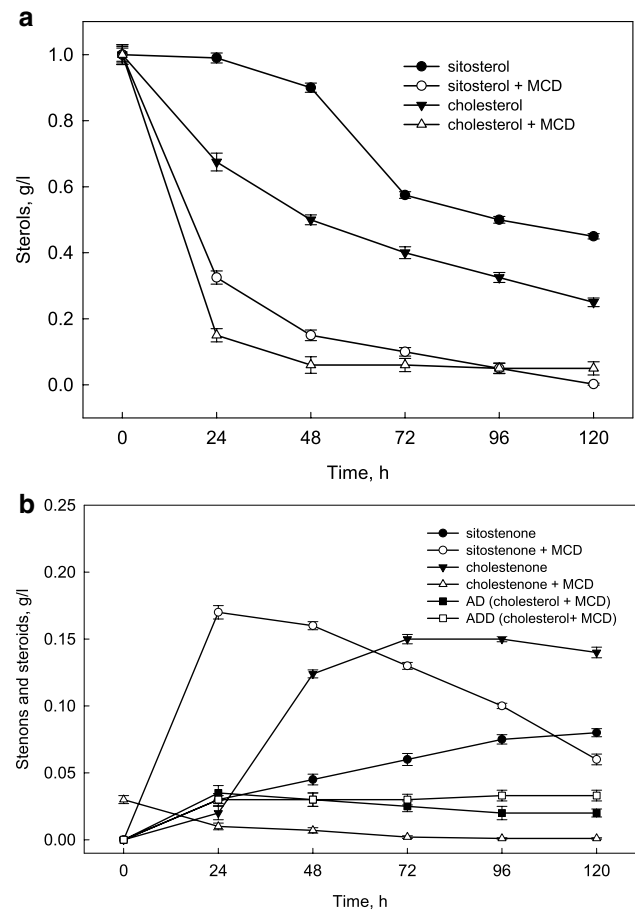 a
Sterols, g/l
1.0
0.8
0.6
0.4
0.2
0.0
sitosterol
sitosterol + MCD
cholesterol
cholesterol + MCD
0 24 48 72 96 120
Time, h
b
Stenons and steroids, g/l
0.25
0.20
0.15
0.10
0.05
0.00
sitostenone
sitostenone + MCD
cholestenone
cholestenone + MCD
AD (cholesterol + MCD)
ADD (cholesterol+ MCD)
0 24 48 72 96 120
Time, h